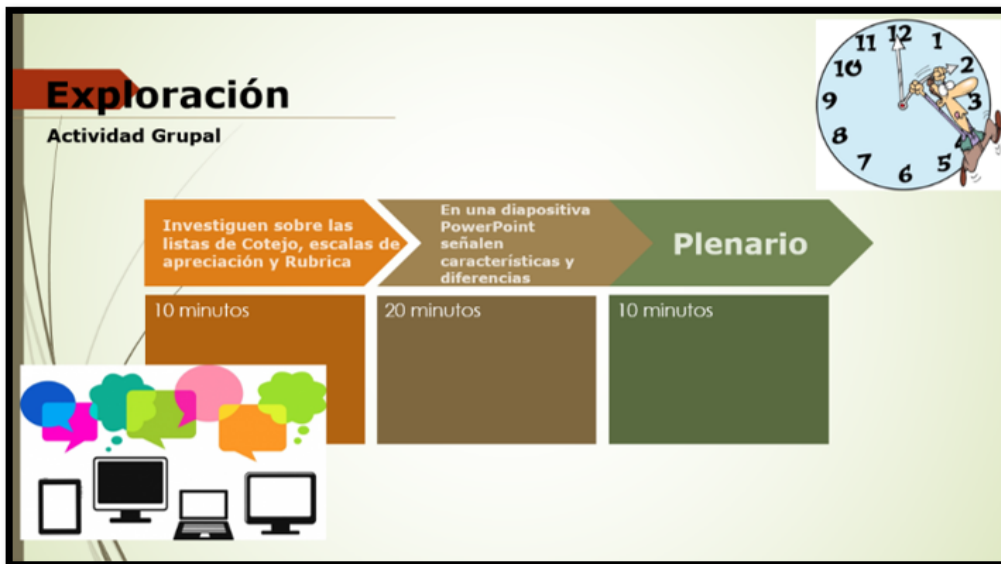 Exploración
Actividad Grupal
11 12 1
10 2
9 3
8
7 6 5
Investiguen sobre las
listas de Cotejo, escalas de
apreciación y Rubrica
En una diapositiva
PowerPoint
señalen
características y
diferencias
Plenario
10 minutos
20 minutos
10 minutos